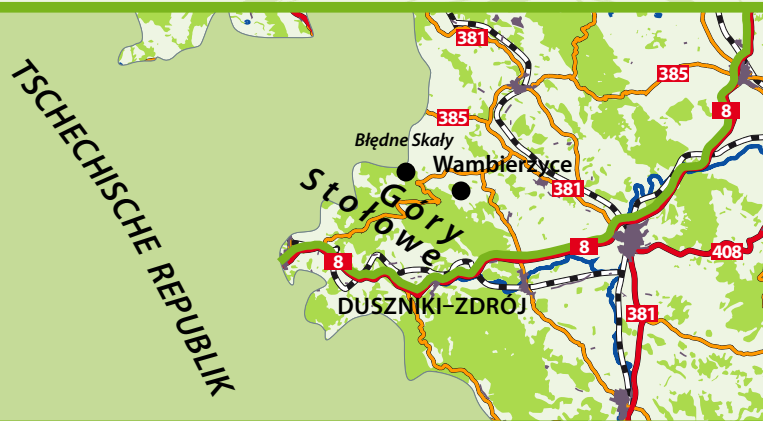 381
385
8
385
Błędne Skały
Wambierzyce
381
Góry
Stołowe
TSCHECHISCHE REPUBLIK
8
8
408
DUSZNIKI–ZDRÓJ
381